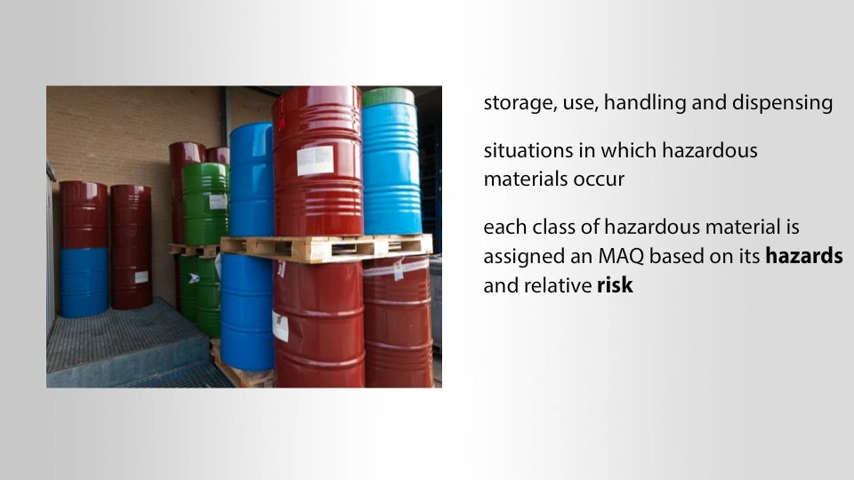 storage, use, handling and dispensing
situations in which hazardous
materials occur
each class of hazardous material is
assigned an MAQ based on its hazards
and relative risk